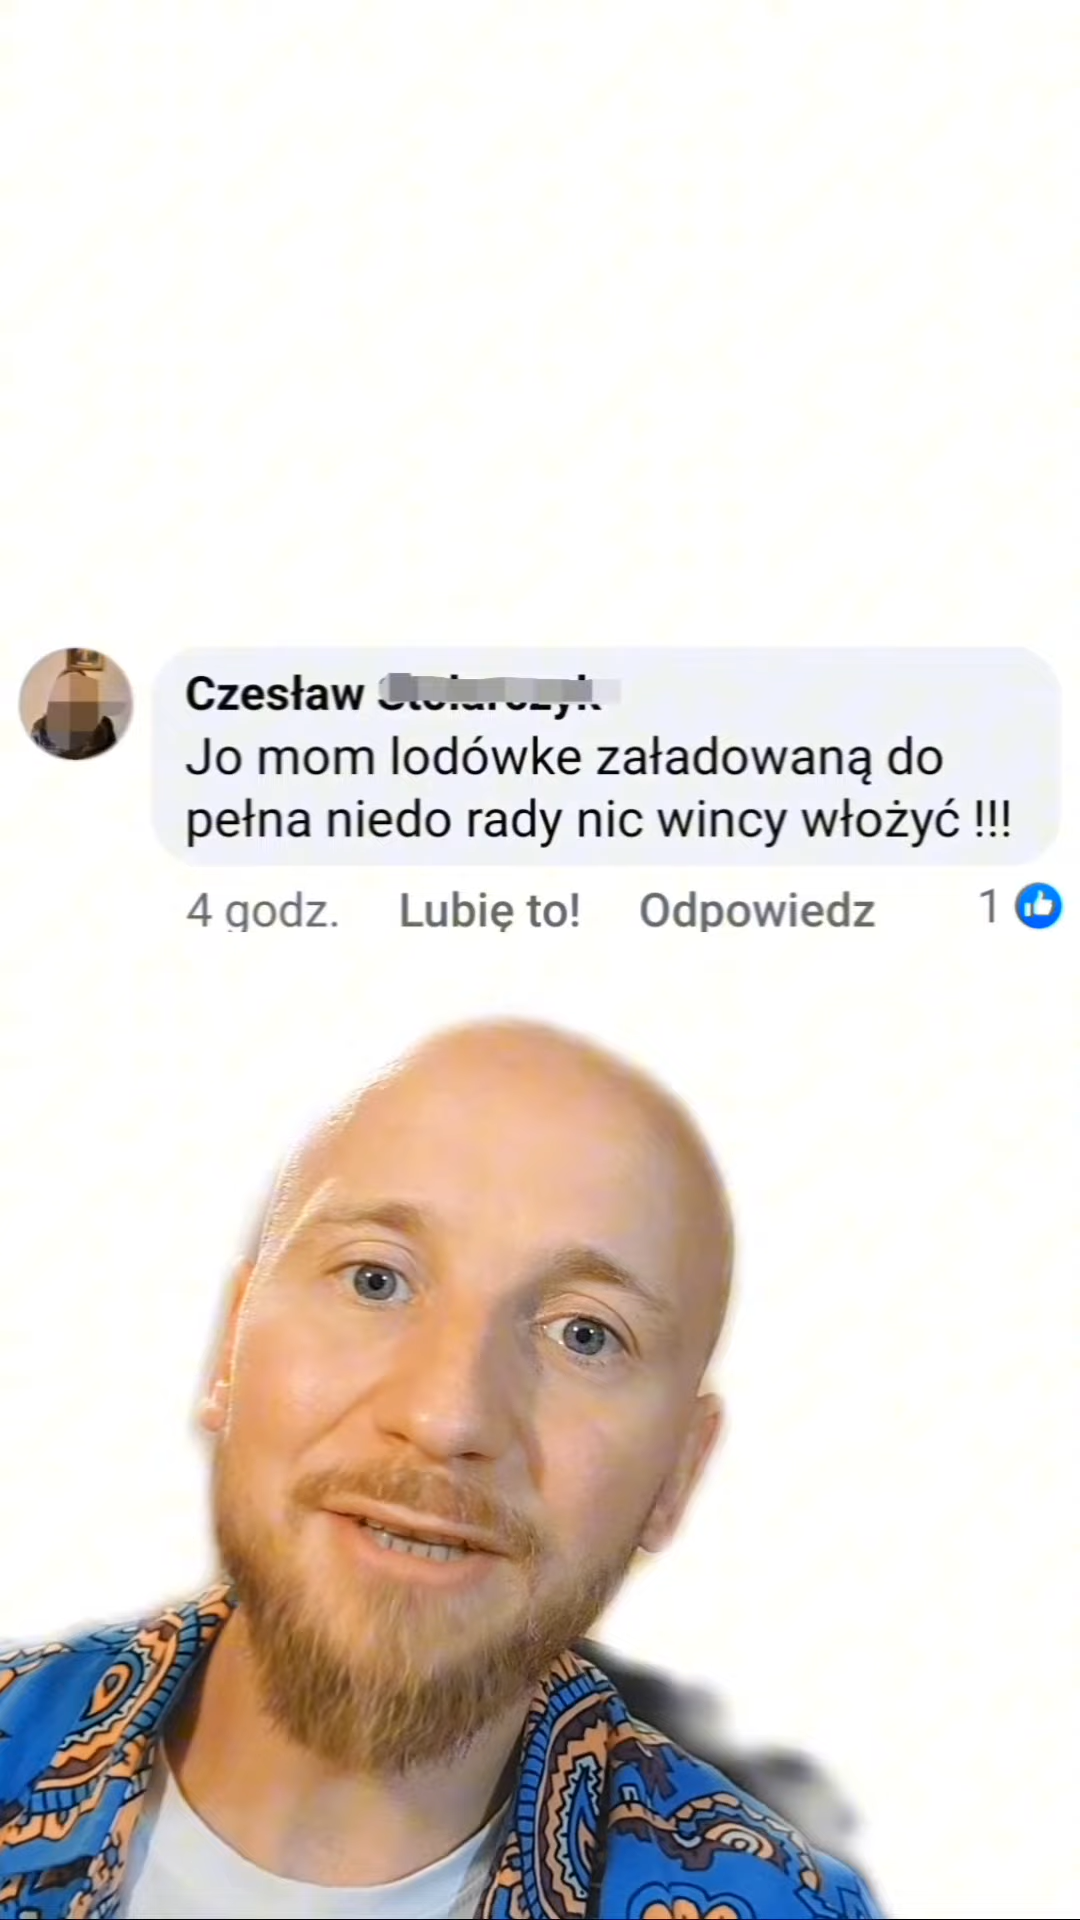 Czesław
Jo mom lodówke załadowaną do
pełna niedo rady nic wincy włożyć !!!
4 godz. Lubię to! Odpowiedz 1